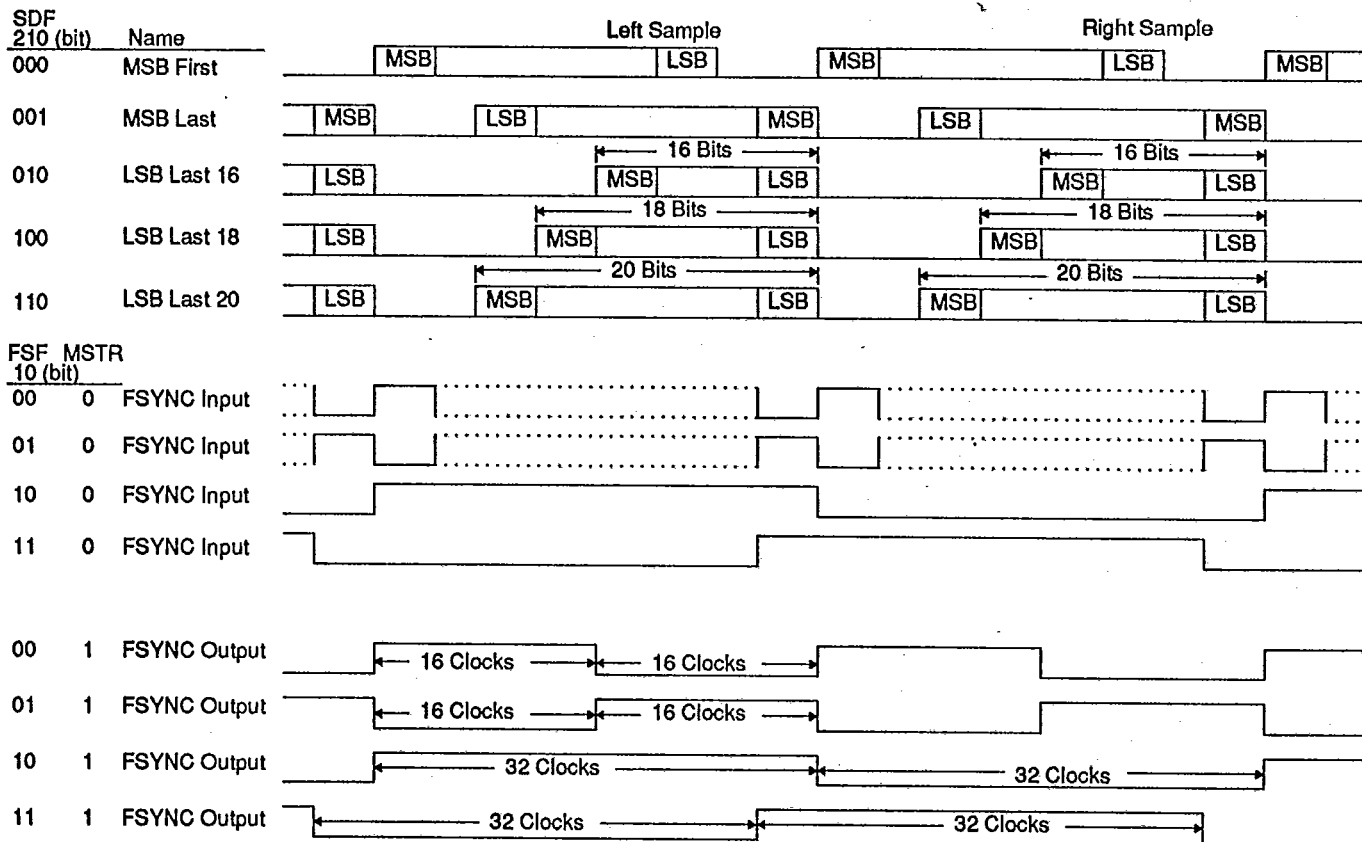 SDF
210 (bit) Name Left Sample Right Sample
000 MSB First MSB LSB MSB LSB MSB
001 MSB Last MSB LSB MSB LSB MSB
16 Bits 16 Bits
010 LSB Last 16 LSB MSB LSB MSB LSB
18 Bits 18 Bits
100 LSB Last 18 LSB MSB LSB MSB LSB
20 Bits 20 Bits
110 LSB Last 20 LSB MSB LSB MSB LSB
FSF MSTR
10 (bit)
00 0 FSYNC Input
01 0 FSYNC Input
10 0 FSYNC Input
11 0 FSYNC Input
00 1 FSYNC Output 16 Clocks 16 Clocks
01 1 FSYNC Output 16 Clocks 16 Clocks
10 1 FSYNC Output 32 Clocks 32 Clocks
11 1 FSYNC Output 32 Clocks 32 Clocks